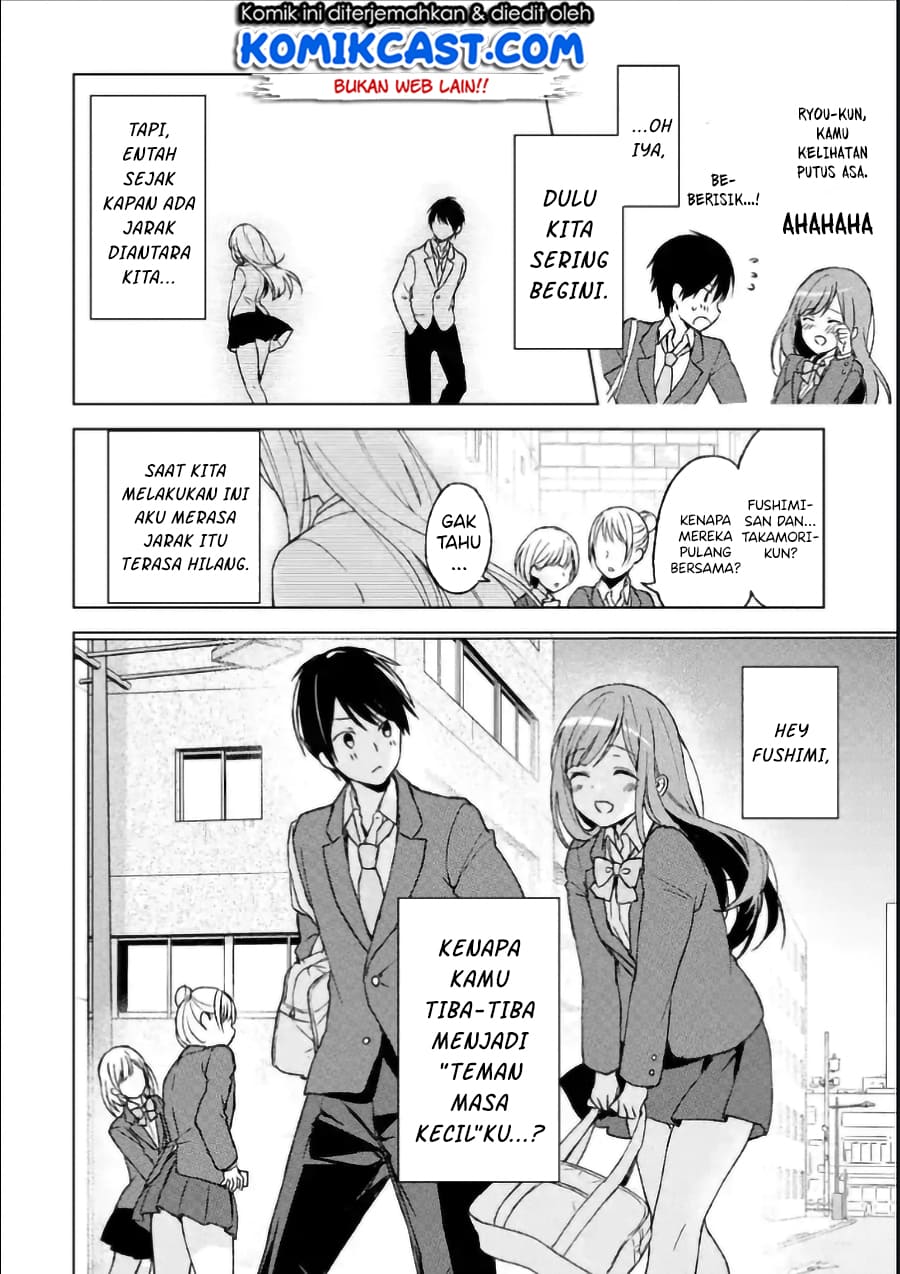 Komik ini diterjemahkan & diedit oleh
KOMIKCAST.COM
BUKAN WEB LAIN!!
RYOU-KUN,
KAMU
KELIHATAN
PUTUS ASA.
AHAHAHA
BE-
BERISIK...!
...OH
IYA,
DULU
KITA
SERING
BEGINI.
TAPI,
ENTAH
SEJAK
KAPAN ADA
JARAK
DIANTARA
KITA...
FUSHIMI-
SAN DAN...
TAKAMORI-
KUN?
KENAPA
MEREKA
PULANG
BERSAMA?
GAK
TAHU
...
SAAT KITA
MELAKUKAN INI
AKU MERASA
JARAK ITU
TERASA HILANG.
HEY
FUSHIMI,
KENAPA
KAMU
TIBA-TIBA
MENJADI
"TEMAN
MASA
KECIL"KU...?